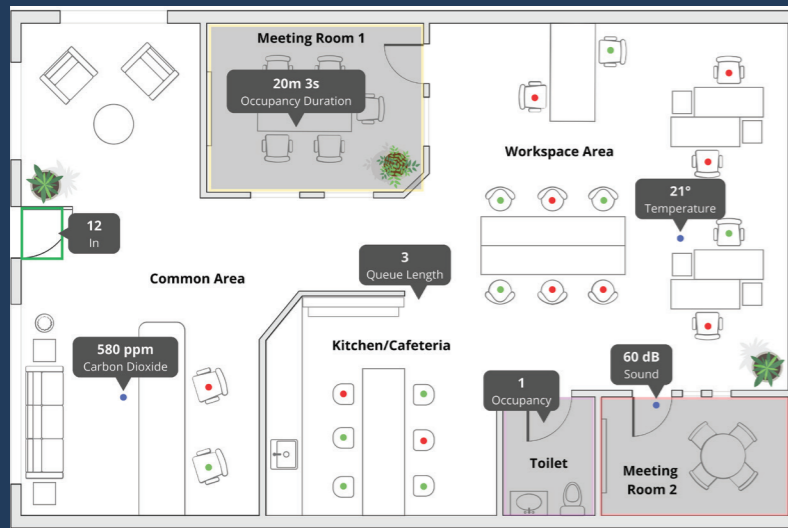 Meeting Room 1
20m 3s
Occupancy Duration
Workspace Area
21°
Temperature
12
In
3
Queue Length
Common Area
580 ppm
Carbon Dioxide
Kitchen/Cafeteria
60 dB
Sound
1
Occupancy
Toilet
Meeting
Room 2